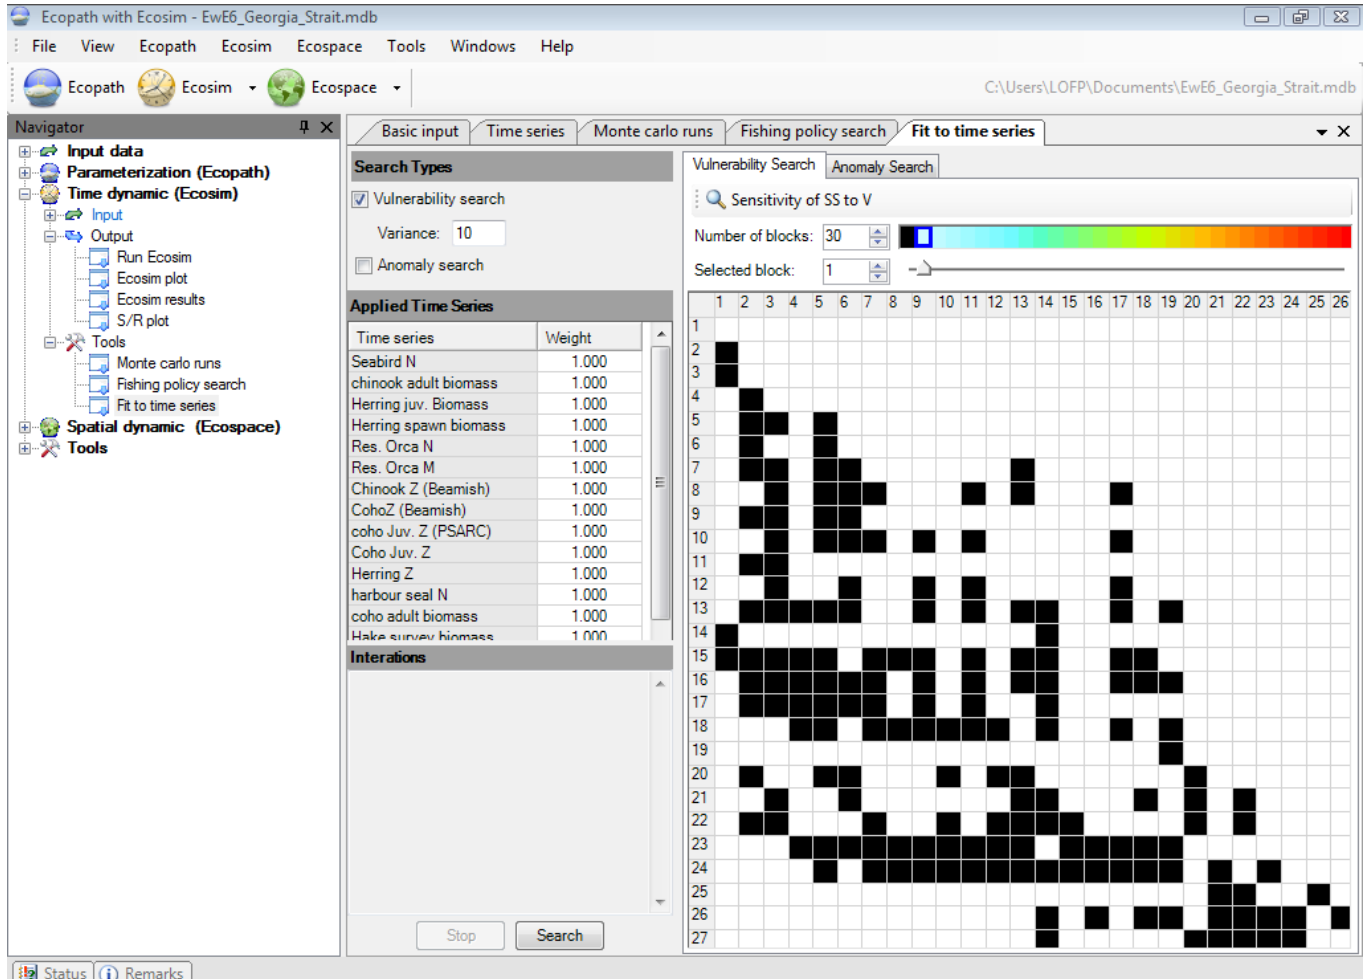 Ecopath with Ecosim - EwE6_Georgia_Strait.mdb
File View Ecopath Ecosim Ecospace Tools Windows Help
Ecopath Ecosim Ecospace C:\Users\LOFP\Documents\EwE6_Georgia_Strait.mdb
Navigator
Input data
Parameterization (Ecopath)
Time dynamic (Ecosim)
Input
Output
Run Ecosim
Ecosim plot
Ecosim results
S/R plot
Tools
Monte carlo runs
Fishing policy search
Fit to time series
Spatial dynamic (Ecospace)
Tools
Basic input Time series Monte carlo runs Fishing policy search Fit to time series
Search Types
Vulnerability search
Variance: 10
Anomaly search
Applied Time Series
Time series Weight
Seabird N 1.000
chinook adult biomass 1.000
Herring juv. Biomass 1.000
Herring spawn biomass 1.000
Res. Orca N 1.000
Res. Orca M 1.000
Chinook Z (Beamish) 1.000
CohoZ (Beamish) 1.000
coho Juv. Z (PSARC) 1.000
Coho Juv. Z 1.000
Herring Z 1.000
harbour seal N 1.000
coho adult biomass 1.000
Hake survey biomass 1.000
Interations
Stop Search
Vulnerability Search Anomaly Search
Sensitivity of SS to V
Number of blocks: 30
Selected block: 1
1 2 3 4 5 6 7 8 9 10 11 12 13 14 15 16 17 18 19 20 21 22 23 24 25 26
1
2
3
4
5
6
7
8
9
10
11
12
13
14
15
16
17
18
19
20
21
22
23
24
25
26
27
Status Remarks